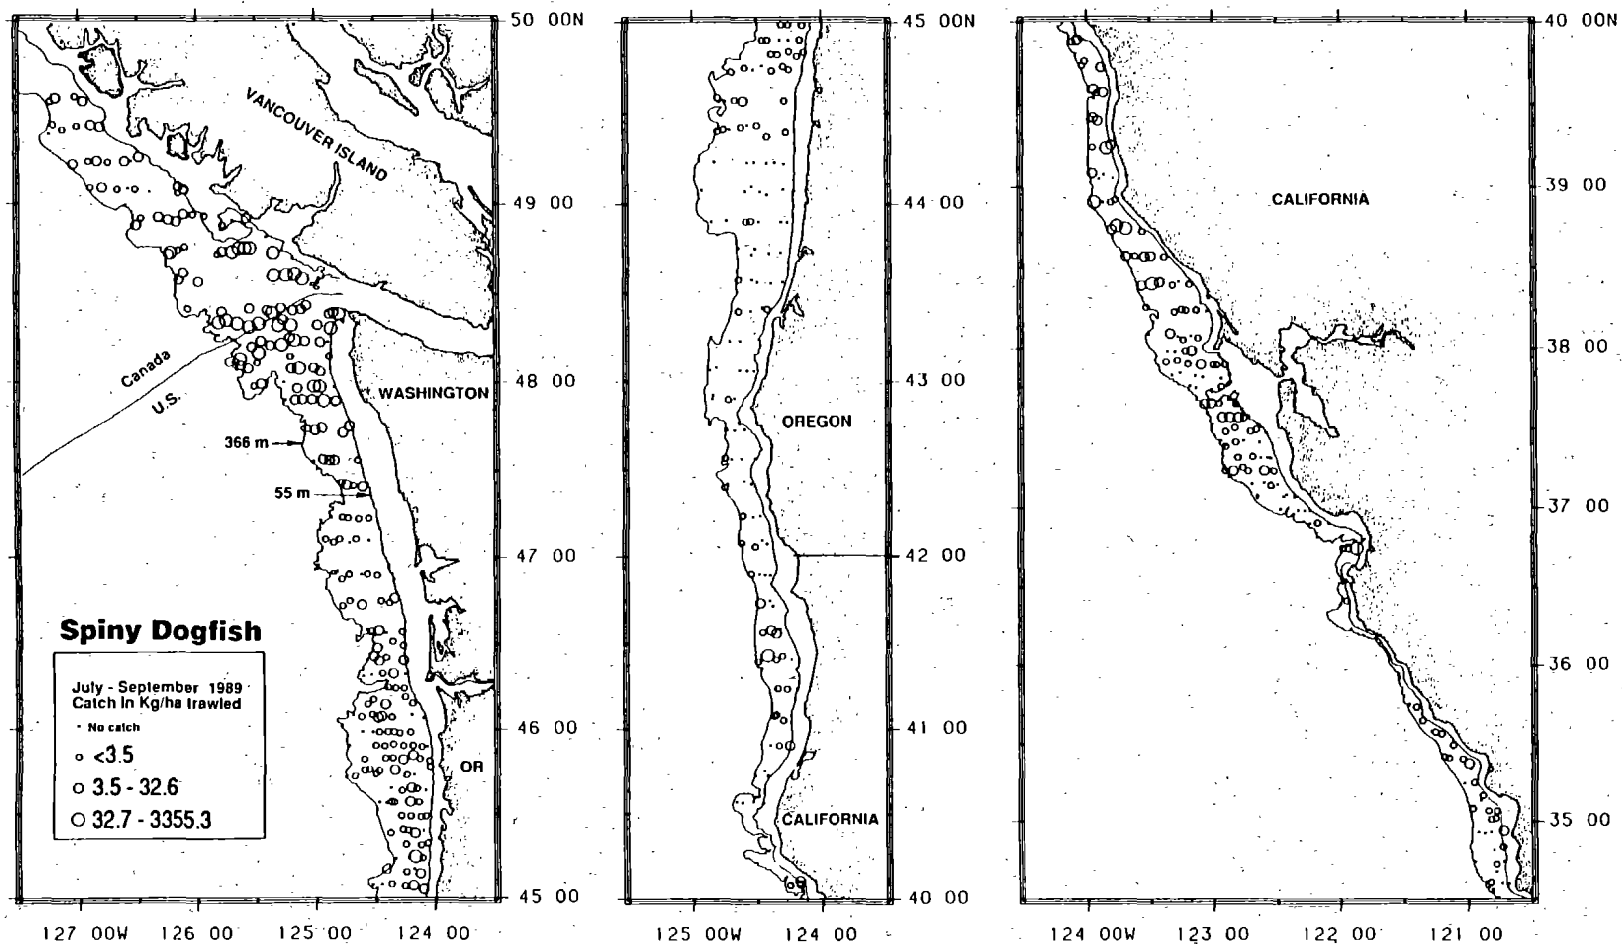 50 00N
VANCOUVER ISLAND
49 00
Canada
U.S.
48 00
WASHINGTON
366 m
55 m
47 00
Spiny Dogfish
July - September 1989
Catch in Kg/ha trawled
· No catch
<3.5
3.5 - 32.6
32.7 - 3355.3
46 00
OR
45 00
127 00W 126 00 125 00 124 00
45 00N
44 00
43 00
OREGON
42 00
41 00
CALIFORNIA
40 00
125 00W 124 00
40 00N
39 00
CALIFORNIA
38 00
37 00
36 00
35 00
124 00W 123 00 122 00 121 00